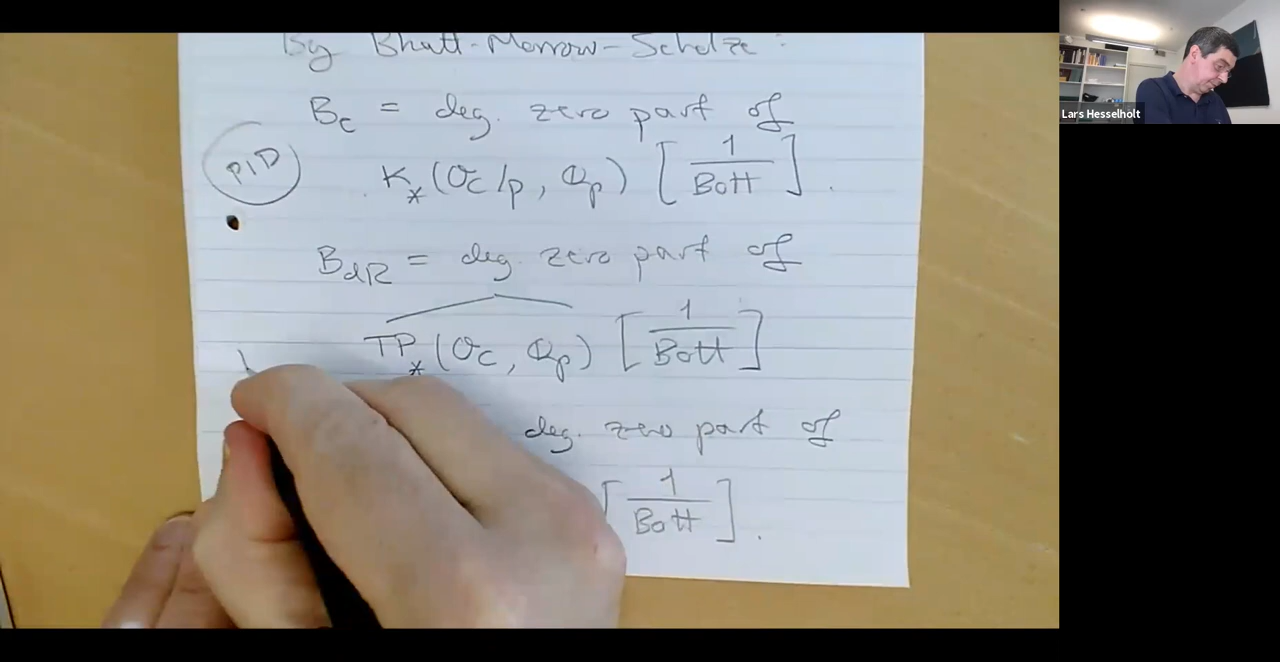 By Bhatt-Morrow-Scholze:
B_c = deg. zero part of
PID
K_*(O_C/p, Q_p) [1/Bott].
B_dR = deg. zero part of
TP_*(O_C, Q_p) [1/Bott]
deg. zero part of
[1/Bott].
Lars Hesselholt